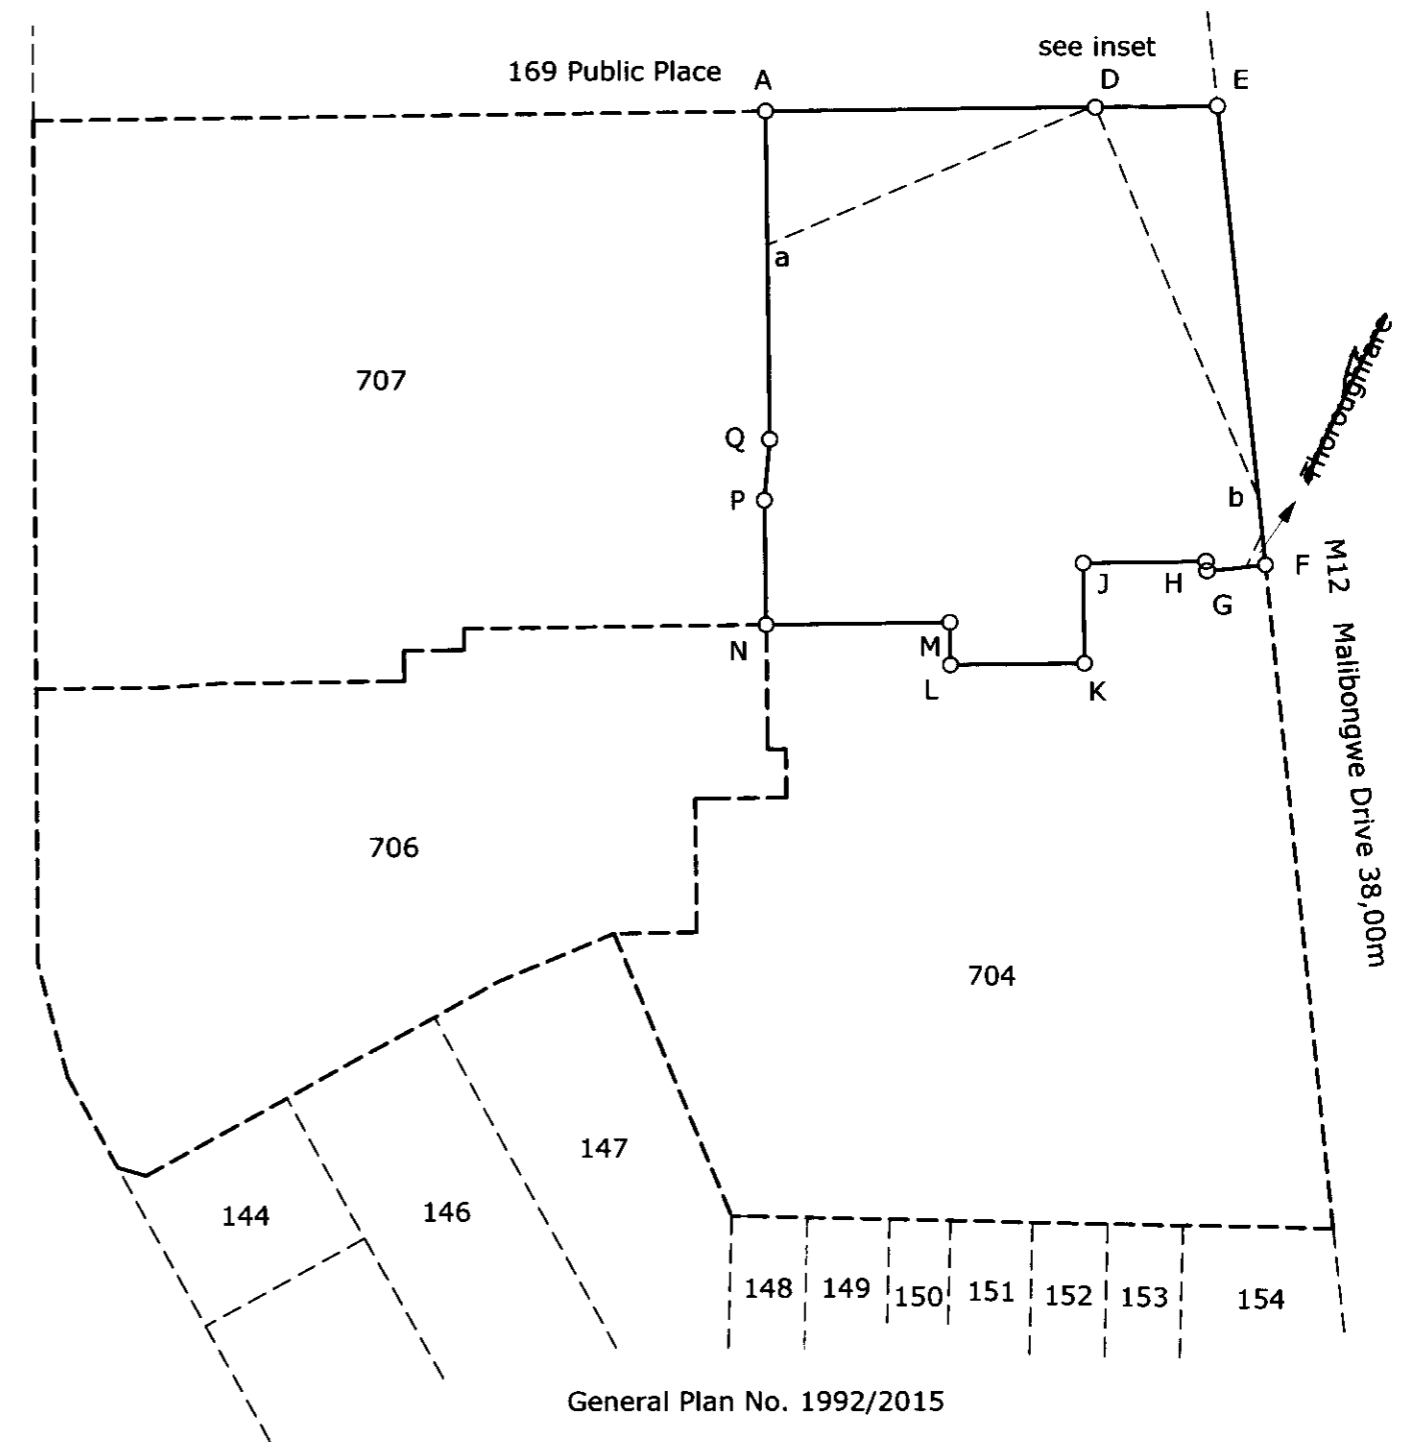 see inset
169 Public Place
A
D
E
a
707
Thoroughfare
Q
P
b
J
H
G
F
M12 Malibongwe Drive 38,00m
N
M
L
K
706
704
147
144
146
148
149
150
151
152
153
154
General Plan No. 1992/2015